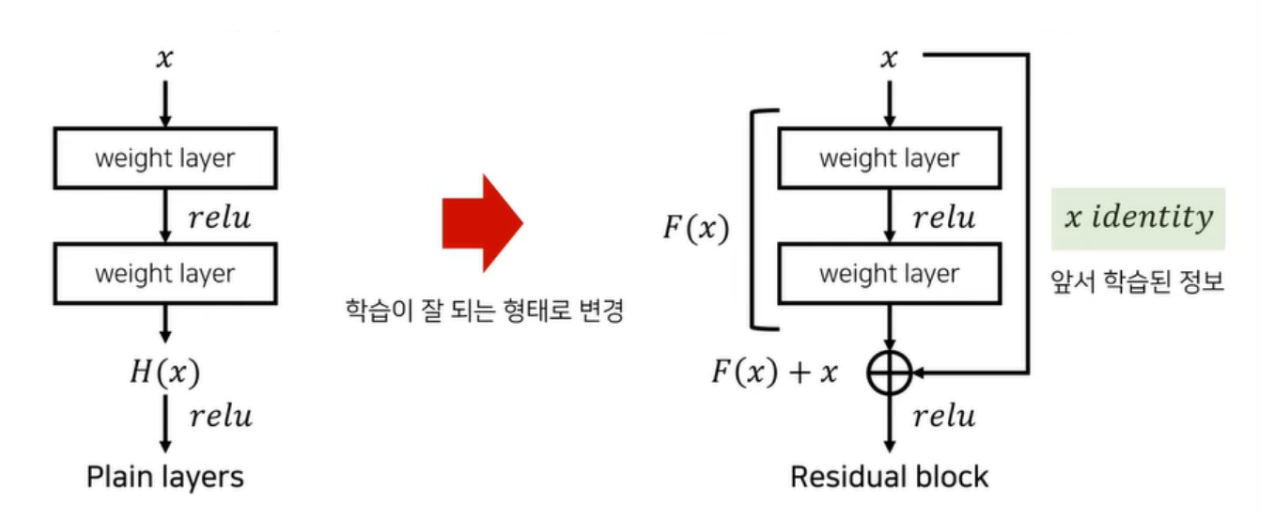 x
weight layer
relu
weight layer
H(x)
relu
Plain layers
학습이 잘 되는 형태로 변경
x
weight layer
F(x)
relu
weight layer
F(x) + x
relu
Residual block
x identity
앞서 학습된 정보